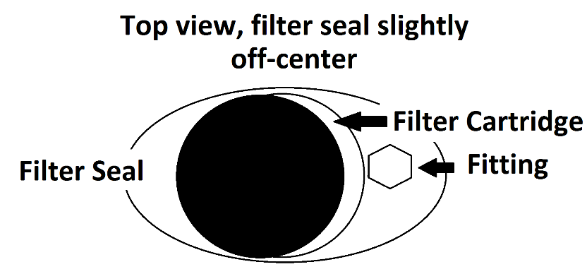 Top view, filter seal slightly
off-center
Filter Cartridge
Filter Seal
Fitting